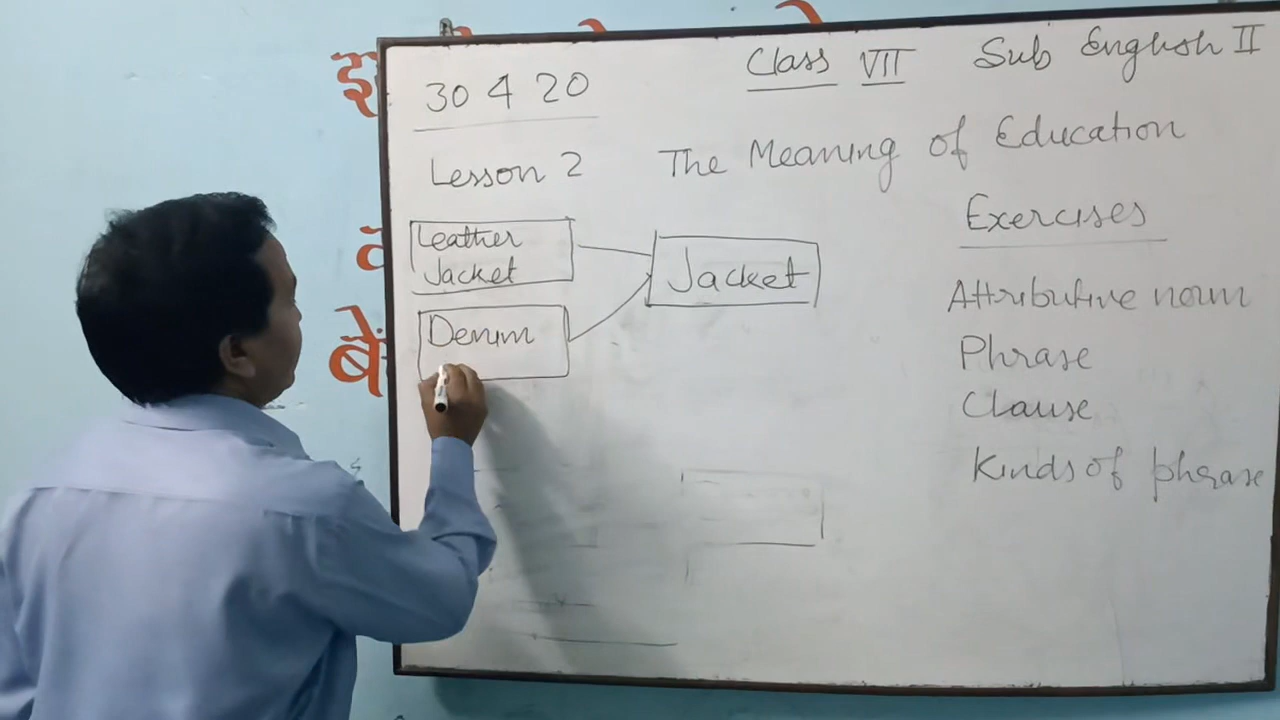 30 4 20
Class VII Sub English II
Lesson 2 The Meaning of Education
Exercises
Leather
Jacket
Jacket
Denim
Attributive noun
Phrase
Clause
Kinds of phrase
बें